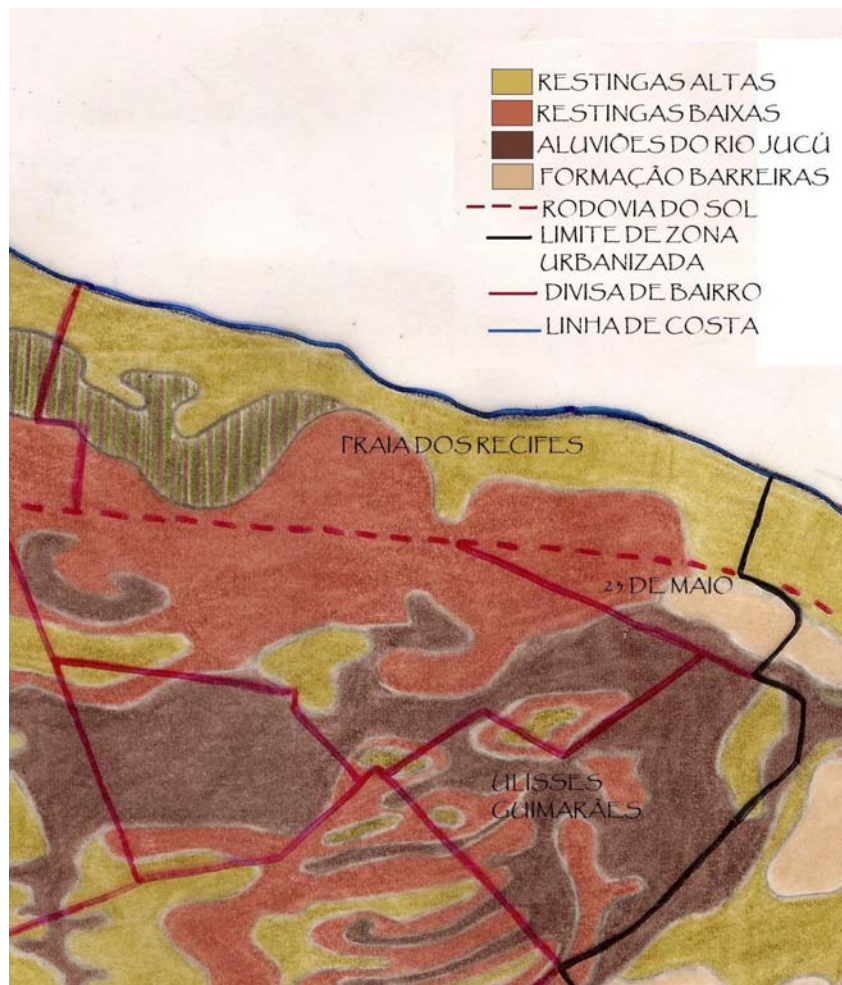 RESTINGAS ALTAS
RESTINGAS BAIXAS
ALUVIÕES DO RIO JUCÚ
FORMAÇÃO BARREIRAS
RODOVIA DO SOL
LIMITE DE ZONA
URBANIZADA
DIVISA DE BAIRRO
LINHA DE COSTA
PRAIA DOS RECIFES
23 DE MAIO
ULISSES
GUIMARÃES